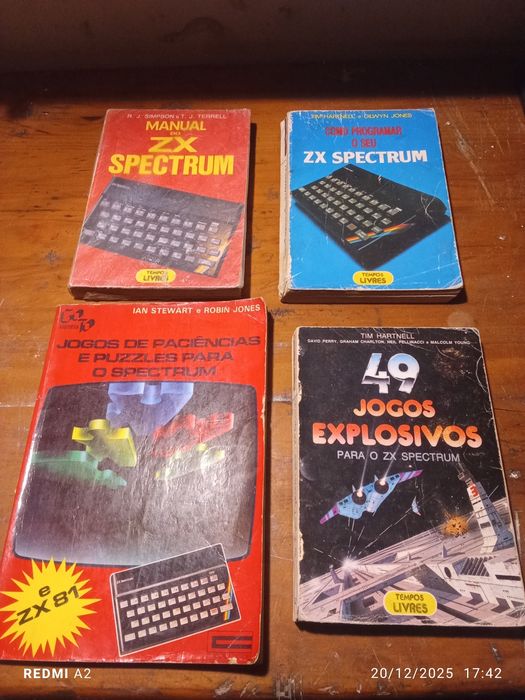 R. J. SIMPSON e T. J. TERRELL
MANUAL
DO
ZX
SPECTRUM
TEMPOS
LIVRES
TIM HARTNELL e DILWYN JONES
COMO PROGRAMAR
O SEU
ZX SPECTRUM
TEMPOS
LIVRES
IAN STEWART e ROBIN JONES
JOGOS DE PACIÊNCIAS
E PUZZLES PARA
O SPECTRUM
e
ZX 81
TIM HARTNELL
DAVID PERRY, GRAHAM CHARLTON, NEIL PELLINACCI e MALCOLM YOUNG
49
JOGOS
EXPLOSIVOS
PARA O ZX SPECTRUM
TEMPOS
LIVRES
REDMI A2
20/12/2025 17:42